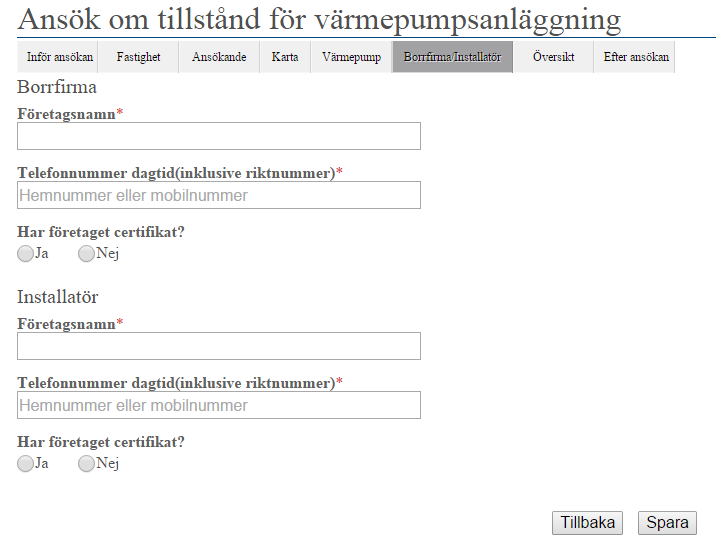 Ansök om tillstånd för värmepumpsanläggning
Inför ansökan Fastighet Ansökande Karta Värmepump Borrfirma/Installatör Översikt Efter ansökan
Borrfirma
Företagsnamn*
Telefonnummer dagtid(inklusive riktnummer)*
Hemnummer eller mobilnummer
Har företaget certifikat?
Ja Nej
Installatör
Företagsnamn*
Telefonnummer dagtid(inklusive riktnummer)*
Hemnummer eller mobilnummer
Har företaget certifikat?
Ja Nej
Tillbaka Spara